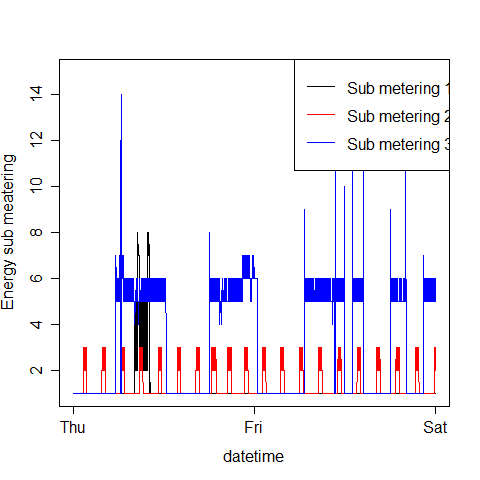 Sub metering 1
Sub metering 2
Sub metering 3
Energy sub meatering
14
12
10
8
6
4
2
Thu Fri Sat
datetime